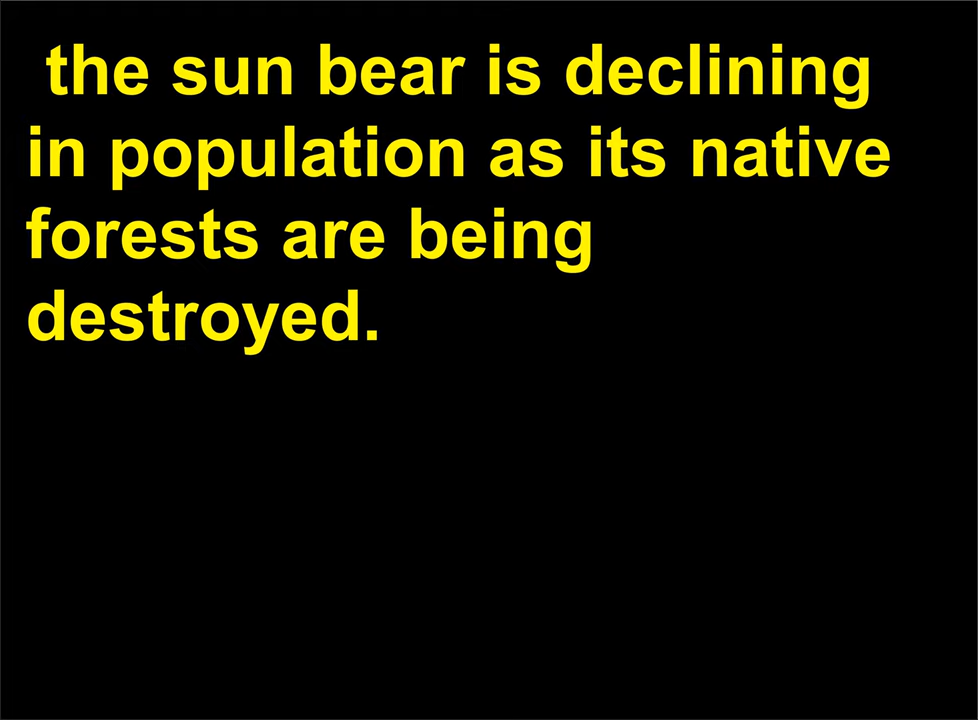 the sun bear is declining
in population as its native
forests are being
destroyed.